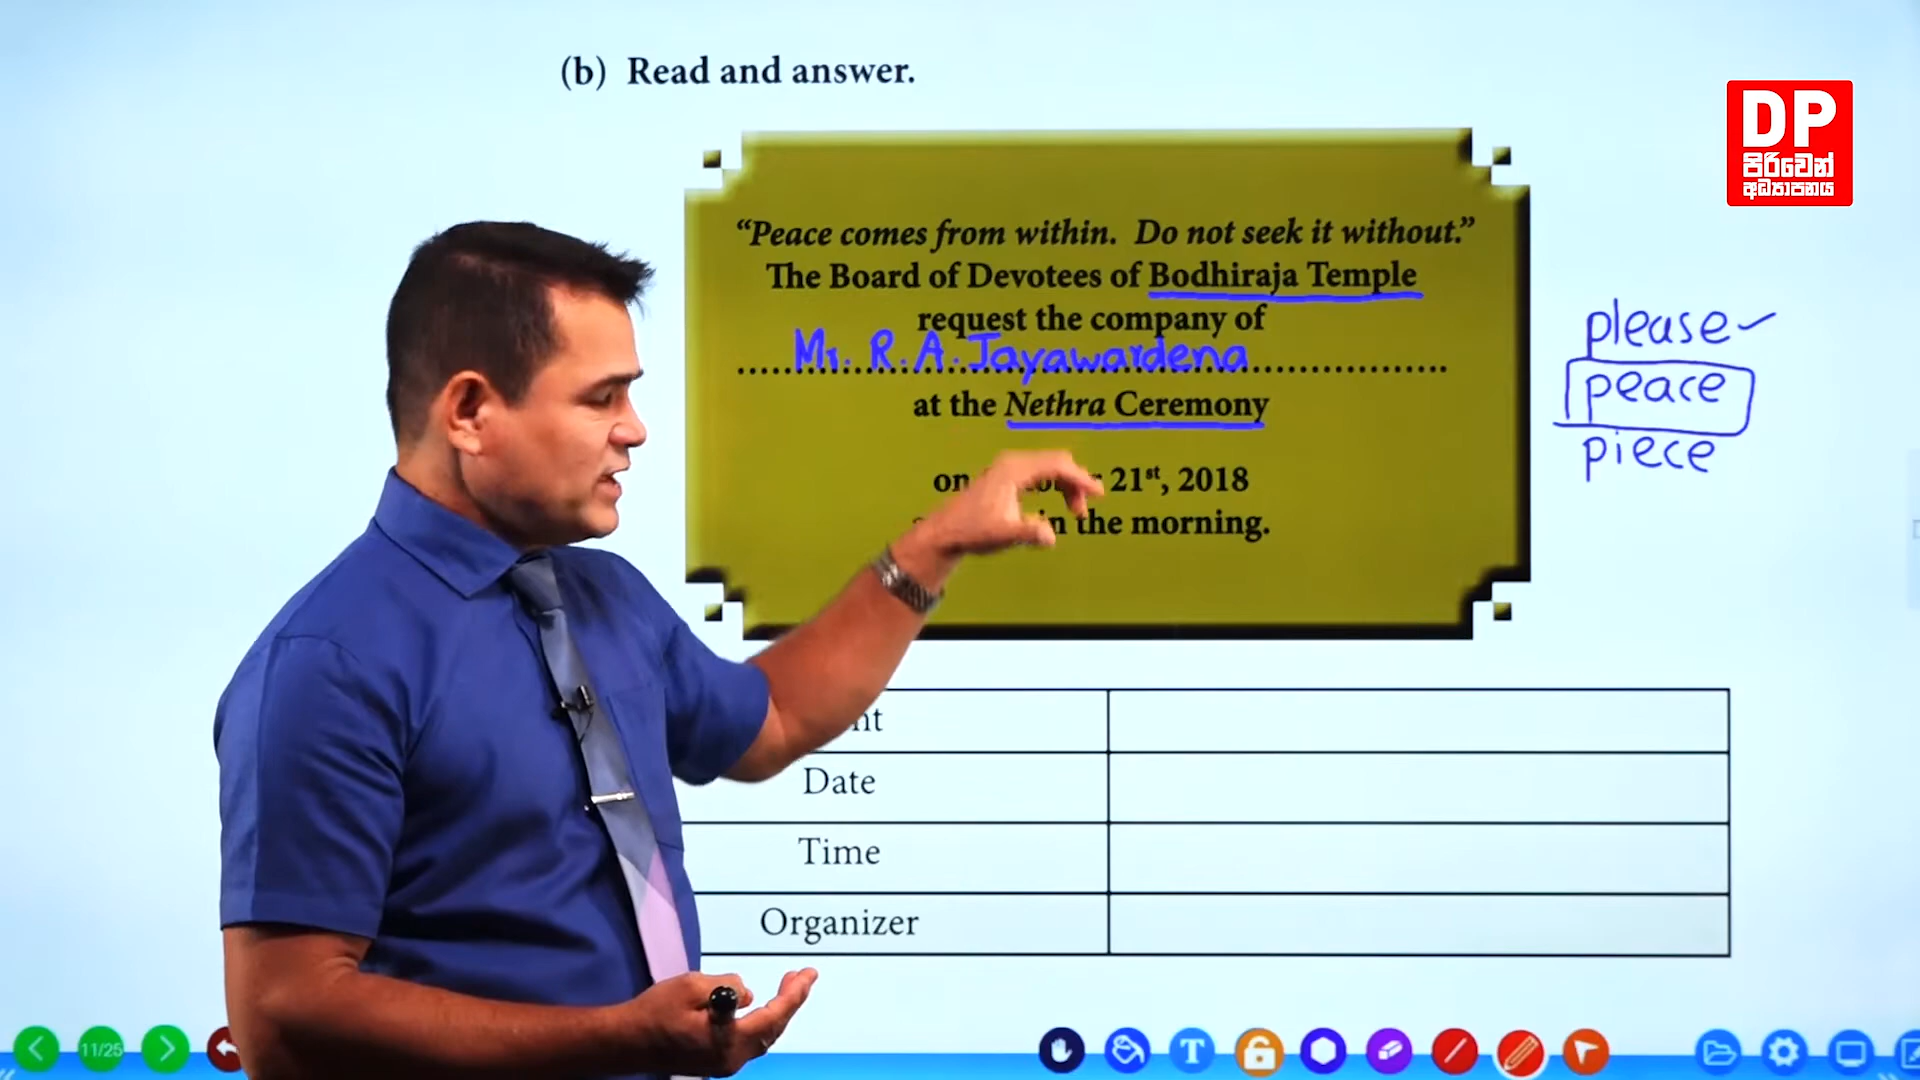 (b) Read and answer.
DP
පිරිවෙන්
අධ්‍යාපනය
“Peace comes from within. Do not seek it without.”
The Board of Devotees of Bodhiraja Temple
request the company of
Mr. R. A. Jayawardena
at the Nethra Ceremony
on 21st, 2018
in the morning.
please
peace
piece
Date
Time
Organizer
11/25
T